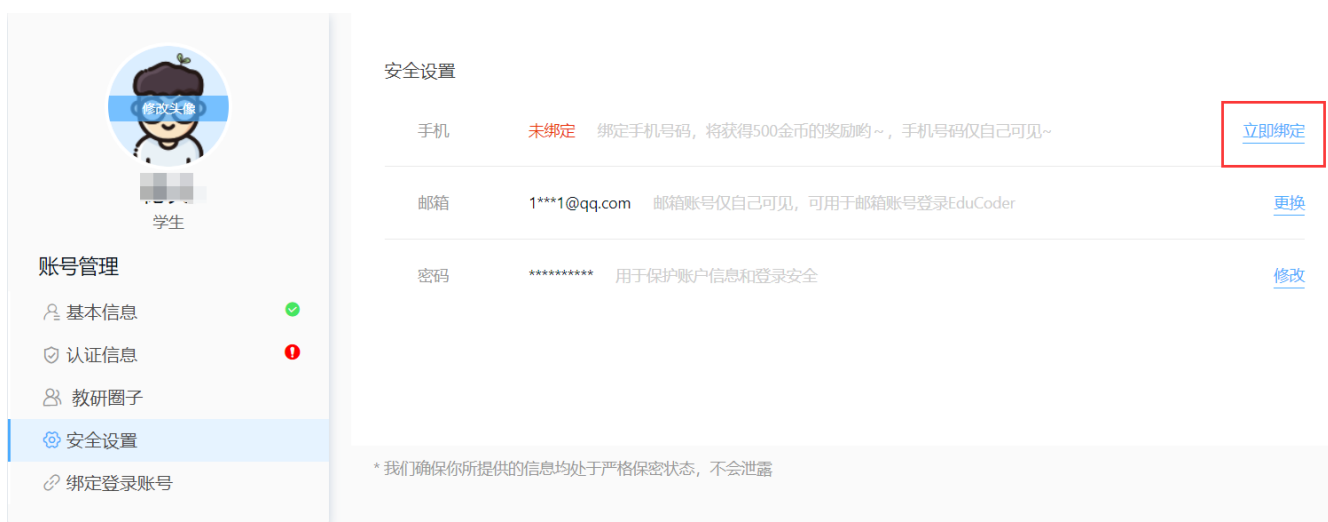 修改头像
学生
账号管理
基本信息
认证信息
教研圈子
安全设置
绑定登录账号
安全设置
手机 未绑定 绑定手机号码，将获得500金币的奖励哟~，手机号码仅自己可见~ 立即绑定
邮箱 1***1@qq.com 邮箱账号仅自己可见，可用于邮箱账号登录EduCoder 更换
密码 ********** 用于保护账户信息和登录安全 修改
* 我们确保你所提供的信息均处于严格保密状态，不会泄露